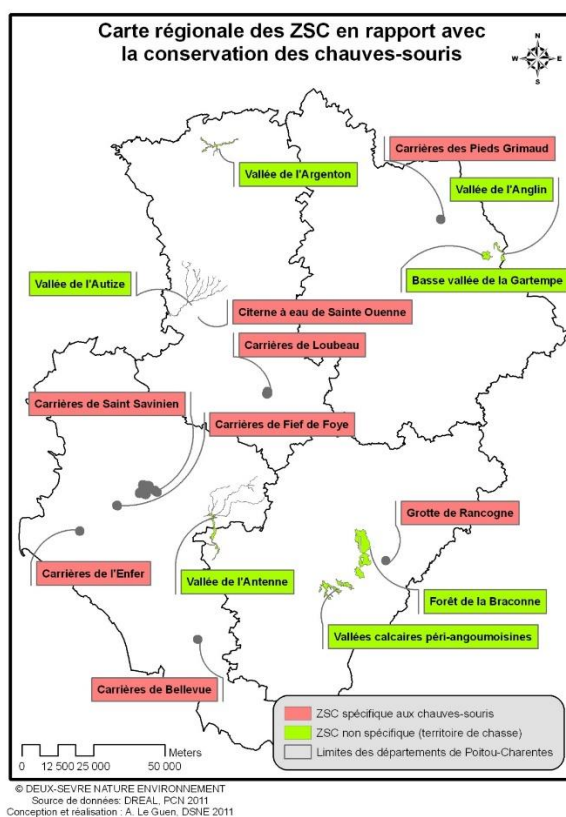 Carte régionale des ZSC en rapport avec
la conservation des chauves-souris
N
W E
S
Carrières des Pieds Grimaud
Vallée de l'Argenton
Vallée de l'Anglin
Vallée de l'Autize
Basse vallée de la Gartempe
Citerne à eau de Sainte Ouenne
Carrières de Loubeau
Carrières de Saint Savinien
Carrières de Fief de Foye
Grotte de Rancogne
Carrières de l'Enfer
Vallée de l'Antenne
Forêt de la Braconne
Vallées calcaires péri-angoumoisines
Carrières de Bellevue
ZSC spécifique aux chauves-souris
ZSC non spécifique (territoire de chasse)
Limites des départements de Poitou-Charentes
Meters
0 12 500 25 000 50 000
© DEUX-SEVRE NATURE ENVIRONNEMENT
Source de données: DREAL, PCN 2011
Conception et réalisation : A. Le Guen, DSNE 2011